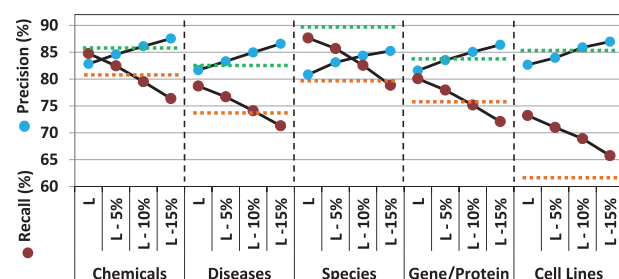 Precision (%)
Recall (%)
90
85
80
75
70
65
60
L
L - 5%
L - 10%
L -15%
L
L - 5%
L - 10%
L -15%
L
L - 5%
L - 10%
L -15%
L
L - 5%
L - 10%
L -15%
L
L - 5%
L - 10%
L -15%
Chemicals Diseases Species Gene/Protein Cell Lines